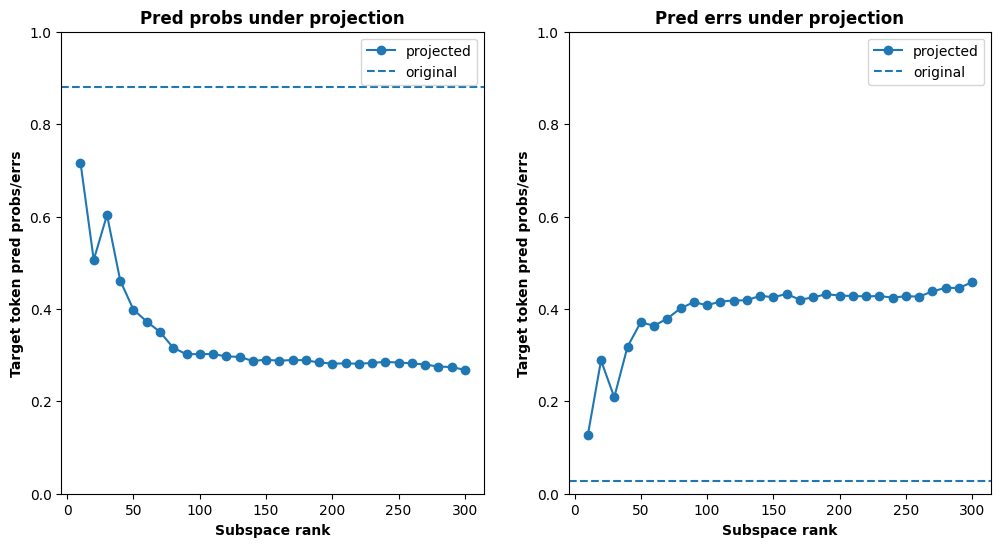 Pred probs under projection
projected
original
Target token pred probs/errs
1.0
0.8
0.6
0.4
0.2
0.0
0 50 100 150 200 250 300
Subspace rank
Pred errs under projection
projected
original
Target token pred probs/errs
1.0
0.8
0.6
0.4
0.2
0.0
0 50 100 150 200 250 300
Subspace rank